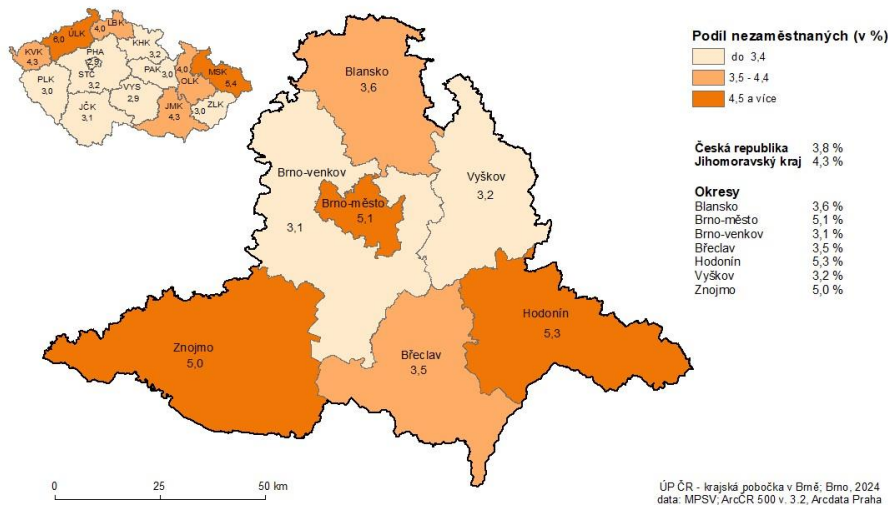 ÚLK
6,0
LBK
4,0
KVK
4,3
PHA
2,9
KHK
3,2
PLK
3,0
STČ
3,2
PAK
3,0
4,0
OLK
MSK
5,4
JČK
3,1
VYS
2,9
JMK
4,3
ZLK
3,0
Blansko
3,6
Brno-venkov
3,1
Brno-město
5,1
Vyškov
3,2
Znojmo
5,0
Břeclav
3,5
Hodonín
5,3
Podíl nezaměstnaných (v %)
do 3,4
3,5 - 4,4
4,5 a více
Česká republika 3,8 %
Jihomoravský kraj 4,3 %
Okresy
Blansko 3,6 %
Brno-město 5,1 %
Brno-venkov 3,1 %
Břeclav 3,5 %
Hodonín 5,3 %
Vyškov 3,2 %
Znojmo 5,0 %
0 25 50 km
ÚP ČR - krajská pobočka v Brně; Brno, 2024
data: MPSV; ArcČR 500 v. 3.2, Arcdata Praha